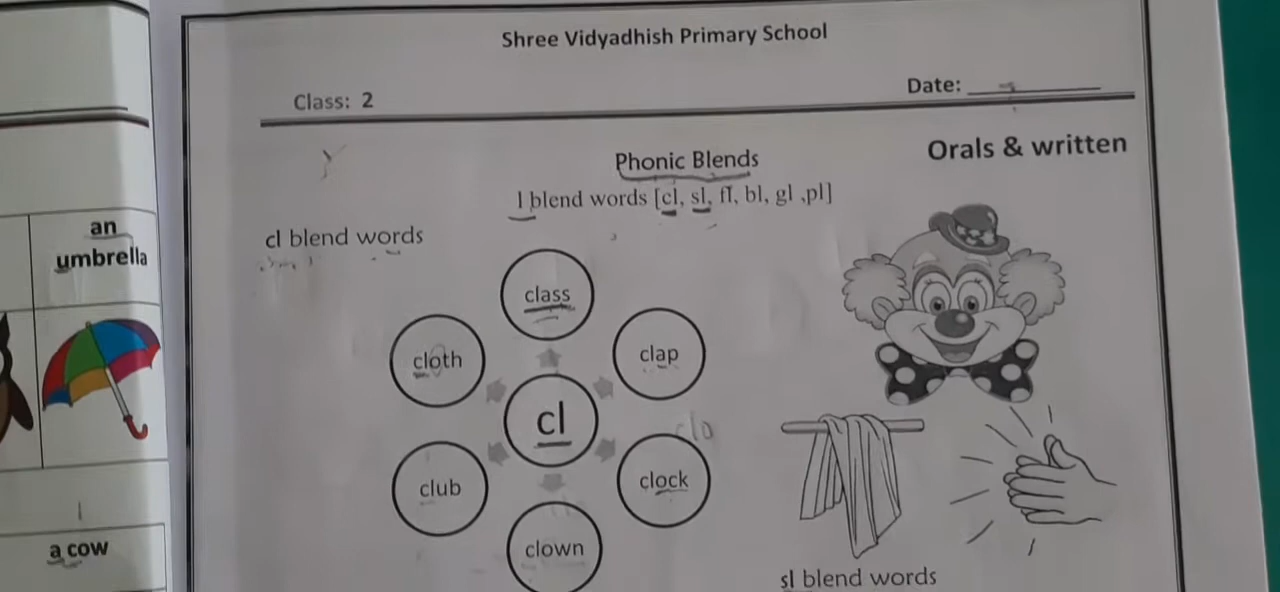 an
umbrella
a cow
Shree Vidyadhish Primary School
Class: 2
Date:
Orals & written
Phonic Blends
l blend words [cl, sl, fl, bl, gl ,pl]
cl blend words
class
cloth
clap
cl
clo
club
clock
clown
sl blend words